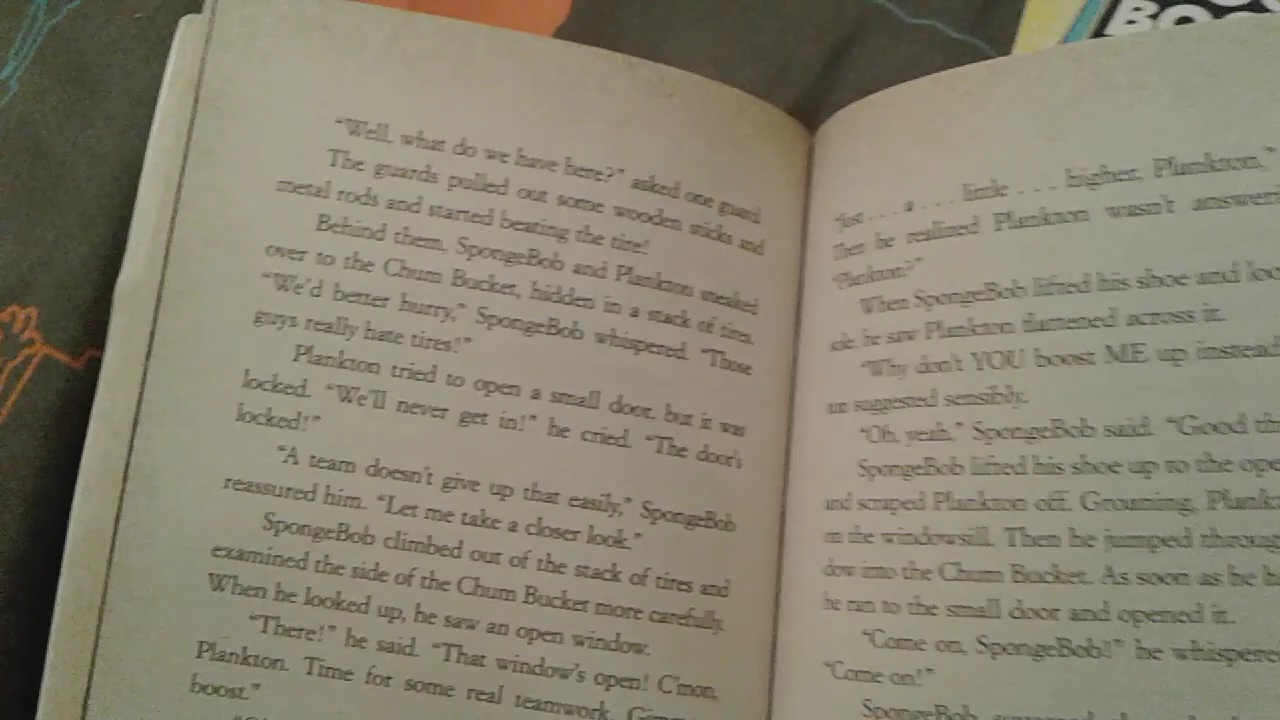 "Well, what do we have here?" asked one guard.
The guards pulled out some wooden sticks and
metal rods and started beating the tire!
Behind them, SpongeBob and Plankton sneaked
over to the Chum Bucket, hidden in a stack of tires.
"We'd better hurry," SpongeBob whispered. "Those
guys really hate tires!"
Plankton tried to open a small door, but it was
locked. "We'll never get in!" he cried. "The door's
locked!"
"A team doesn't give up that easily," SpongeBob
reassured him. "Let me take a closer look."
SpongeBob climbed out of the stack of tires and
examined the side of the Chum Bucket more carefully.
When he looked up, he saw an open window.
"There!" he said. "That window's open! C'mon,
Plankton. Time for some real teamwork.
boost."
"Just . . . a . . . little . . . higher, Plankton,"
Then he realized Plankton wasn't
"Plankton?"
When SpongeBob lifted his shoe and
sole, he saw Plankton flattened across it.
"Why don't YOU boost ME up instead
suggested sensibly.
"Oh, yeah," SpongeBob said. "Good
SpongeBob lifted his shoe up to the
and scraped Plankton off. Groaning,
on the windowsill. Then he jumped
into the Chum Bucket. As soon as he
he ran to the small door and opened it.
"Come on, SpongeBob!" he
"Come on!"
SpongeBob